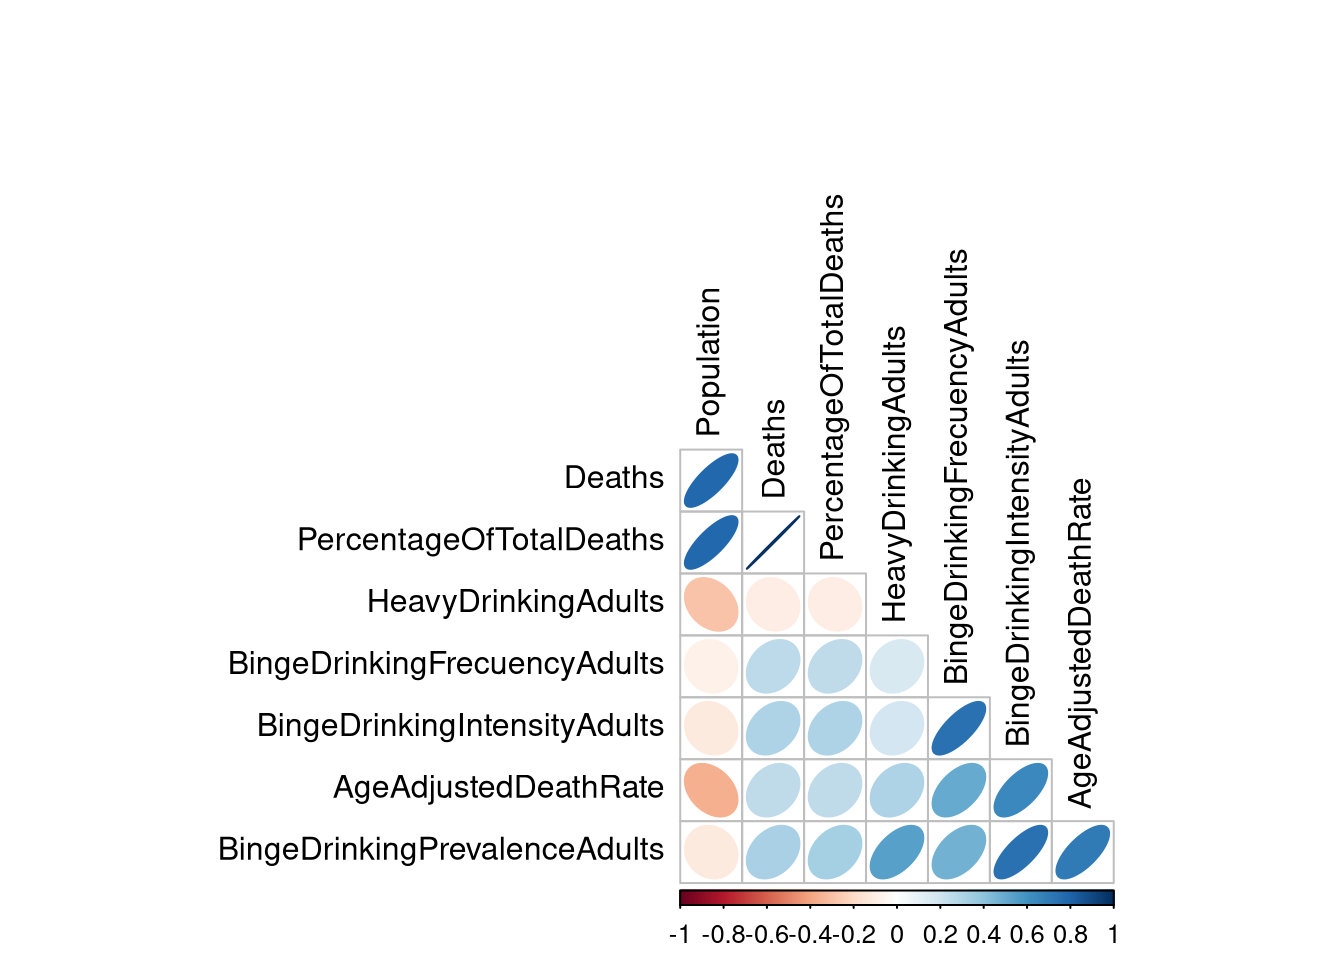 Population
Deaths
PercentageOfTotalDeaths
HeavyDrinkingAdults
BingeDrinkingFrecuencyAdults
BingeDrinkingIntensityAdults
AgeAdjustedDeathRate
Deaths
PercentageOfTotalDeaths
HeavyDrinkingAdults
BingeDrinkingFrecuencyAdults
BingeDrinkingIntensityAdults
AgeAdjustedDeathRate
BingeDrinkingPrevalenceAdults
-1 -0.8 -0.6 -0.4 -0.2 0 0.2 0.4 0.6 0.8 1